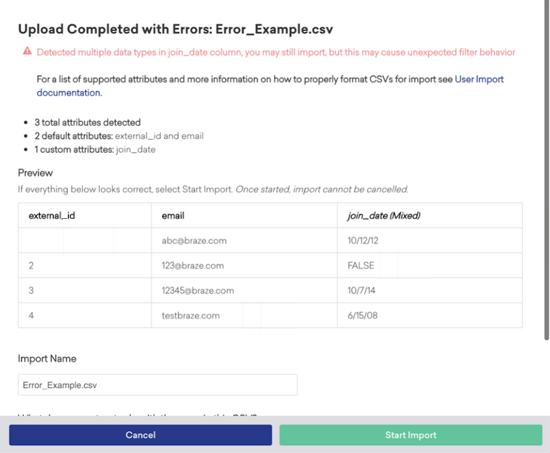 Upload Completed with Errors: Error_Example.csv
Detected multiple data types in join_date column, you may still import, but this may cause unexpected filter behavior
For a list of supported attributes and more information on how to properly format CSVs for import see User Import
documentation.
3 total attributes detected
2 default attributes: external_id and email
1 custom attributes: join_date
Preview
If everything below looks correct, select Start Import. Once started, import cannot be cancelled.
external_id email join_date (Mixed)
abc@braze.com 10/12/12
2 123@braze.com FALSE
3 12345@braze.com 10/7/14
4 testbraze.com 6/15/08
Import Name
Error_Example.csv
Cancel Start Import